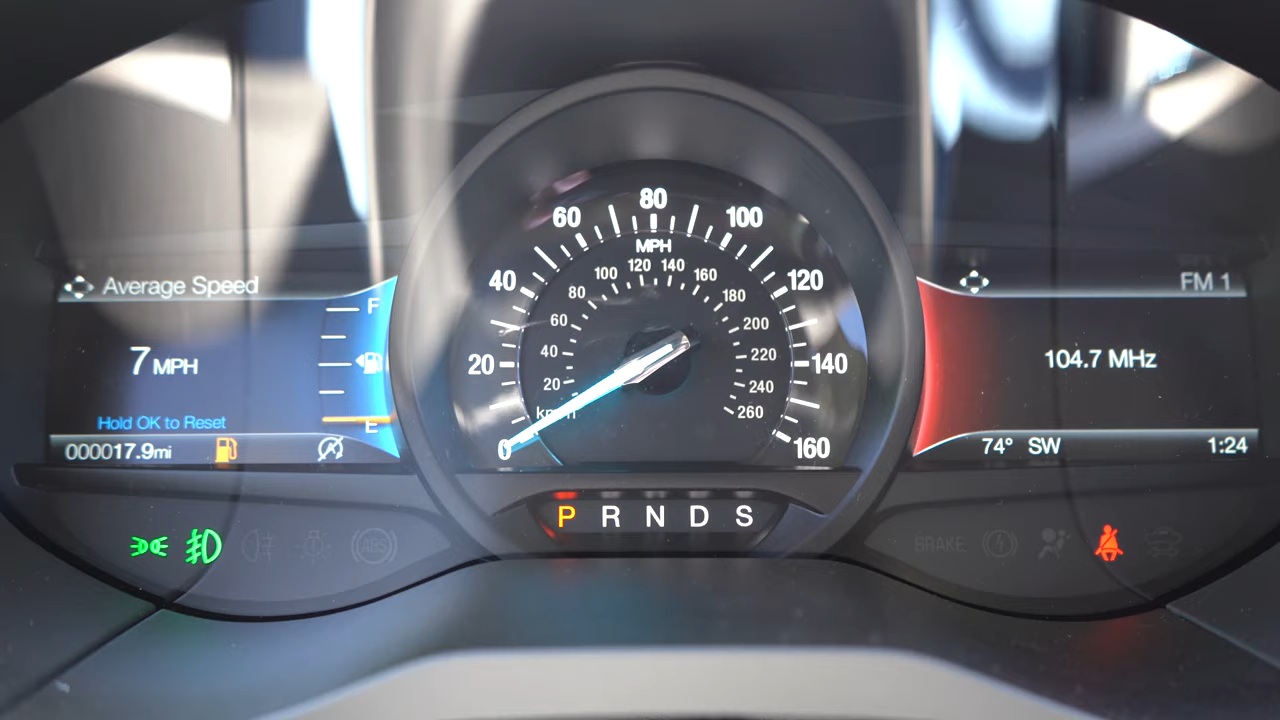 Average Speed
7 MPH
Hold OK to Reset
000017.9mi
F
E
0 20 40 60 80 100 120 140 160
MPH
20 40 60 80 100 120 140 160 180 200 220 240 260
P R N D S
FM 1
104.7 MHz
74° SW 1:24
ABS
BRAKE